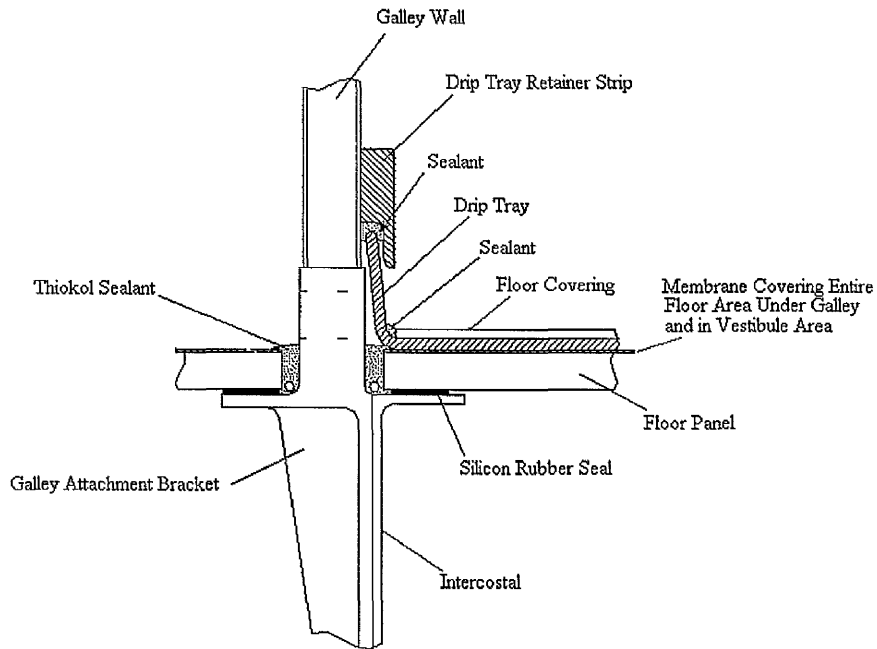 Galley Wall
Drip Tray Retainer Strip
Sealant
Drip Tray
Sealant
Thiokol Sealant
Floor Covering
Membrane Covering Entire
Floor Area Under Galley
and in Vestibule Area
Floor Panel
Silicon Rubber Seal
Galley Attachment Bracket
Intercostal